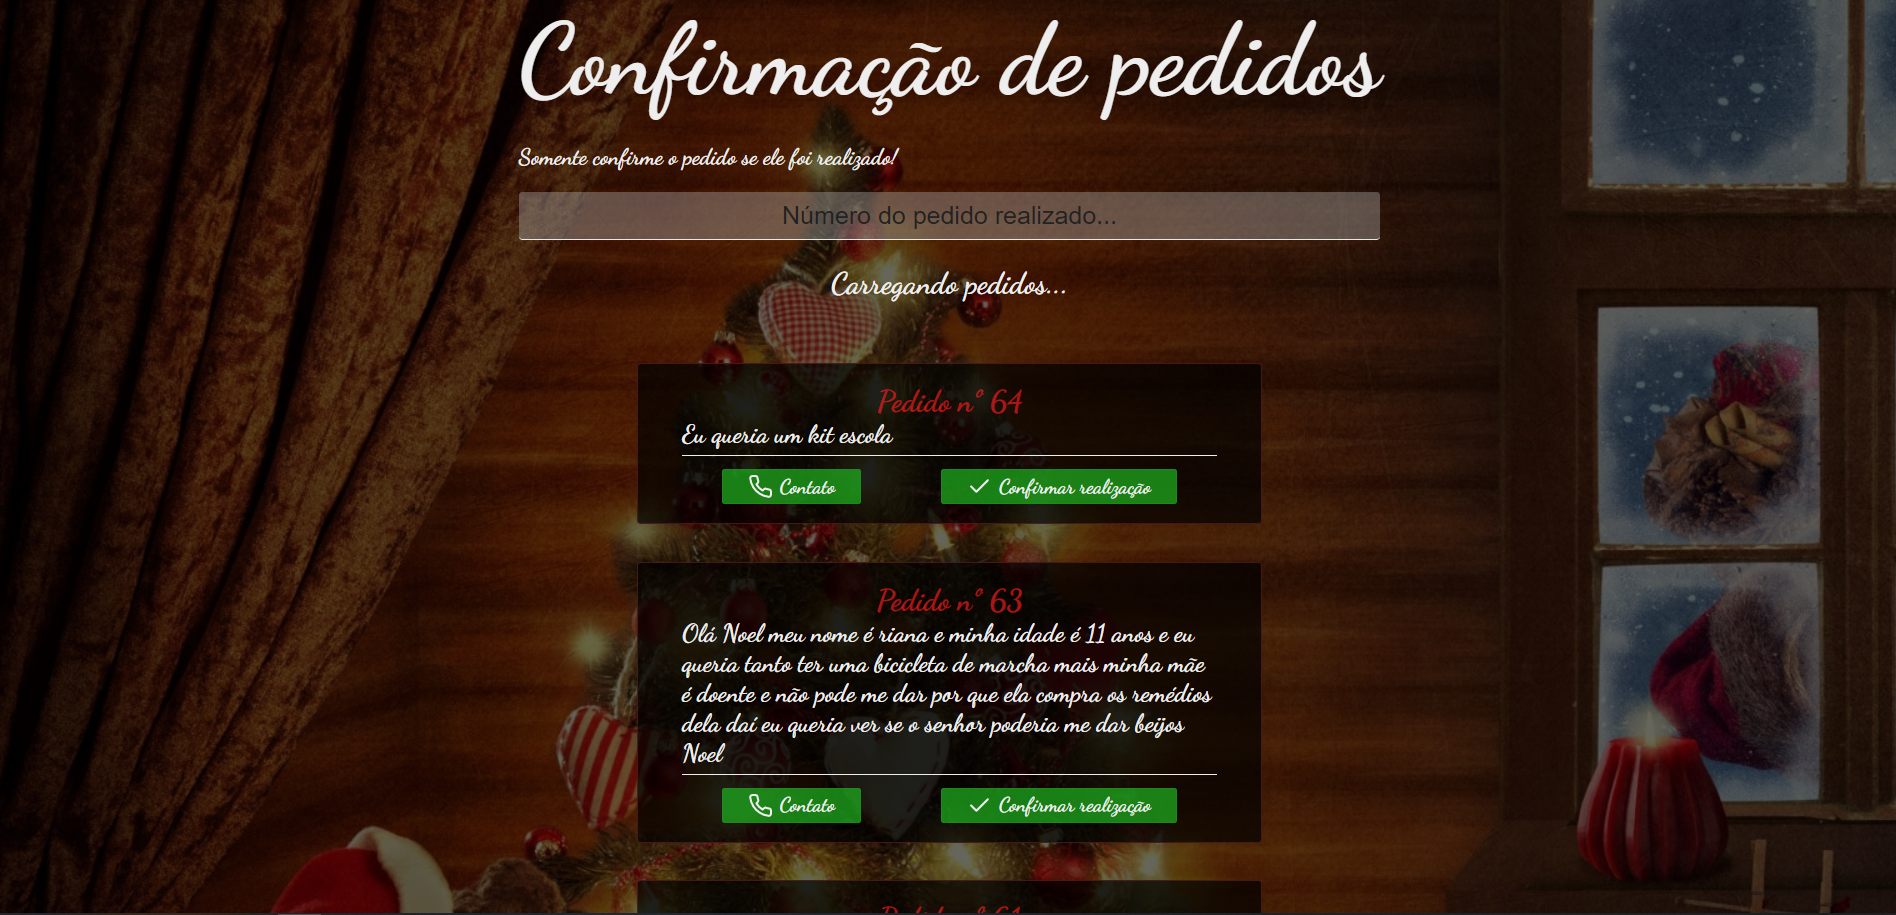 Confirmação de pedidos
Somente confirme o pedido se ele foi realizado!
Número do pedido realizado...
Carregando pedidos...
Pedido n° 64
Eu queria um kit escola
Contato
Confirmar realização
Pedido n° 63
Olá Noel meu nome é riana e minha idade é 11 anos e eu
queria tanto ter uma bicicleta de marcha mais minha mãe
é doente e não pode me dar por que ela compra os remédios
dela daí eu queria ver se o senhor poderia me dar beijos
Noel
Contato
Confirmar realização